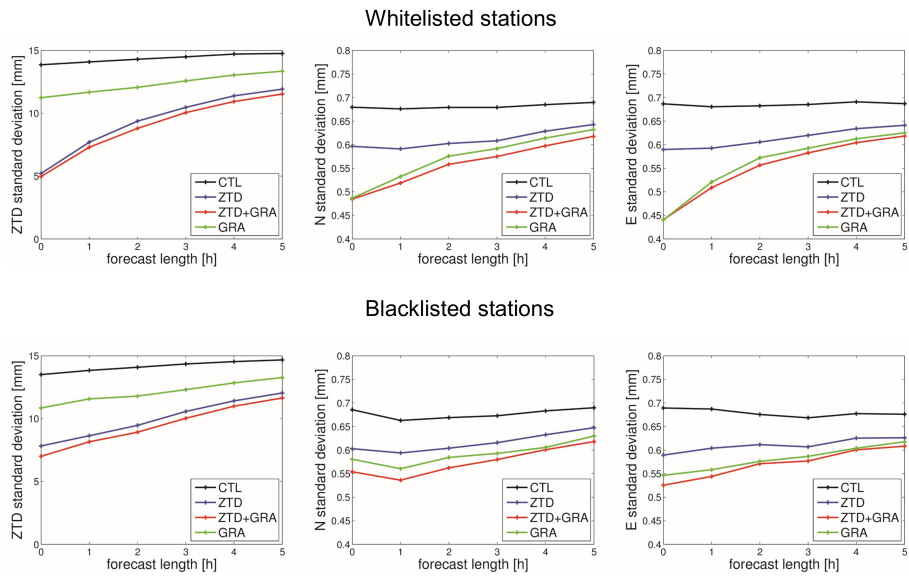 Whitelisted stations
ZTD standard deviation [mm]
15
10
5
0
0 1 2 3 4 5
forecast length [h]
CTL
ZTD
ZTD+GRA
GRA
N standard deviation [mm]
0.8
0.75
0.7
0.65
0.6
0.55
0.5
0.45
0.4
0 1 2 3 4 5
forecast length [h]
CTL
ZTD
ZTD+GRA
GRA
E standard deviation [mm]
0.8
0.75
0.7
0.65
0.6
0.55
0.5
0.45
0.4
0 1 2 3 4 5
forecast length [h]
CTL
ZTD
ZTD+GRA
GRA
Blacklisted stations
ZTD standard deviation [mm]
15
10
5
0
0 1 2 3 4 5
forecast length [h]
CTL
ZTD
ZTD+GRA
GRA
N standard deviation [mm]
0.8
0.75
0.7
0.65
0.6
0.55
0.5
0.45
0.4
0 1 2 3 4 5
forecast length [h]
CTL
ZTD
ZTD+GRA
GRA
E standard deviation [mm]
0.8
0.75
0.7
0.65
0.6
0.55
0.5
0.45
0.4
0 1 2 3 4 5
forecast length [h]
CTL
ZTD
ZTD+GRA
GRA